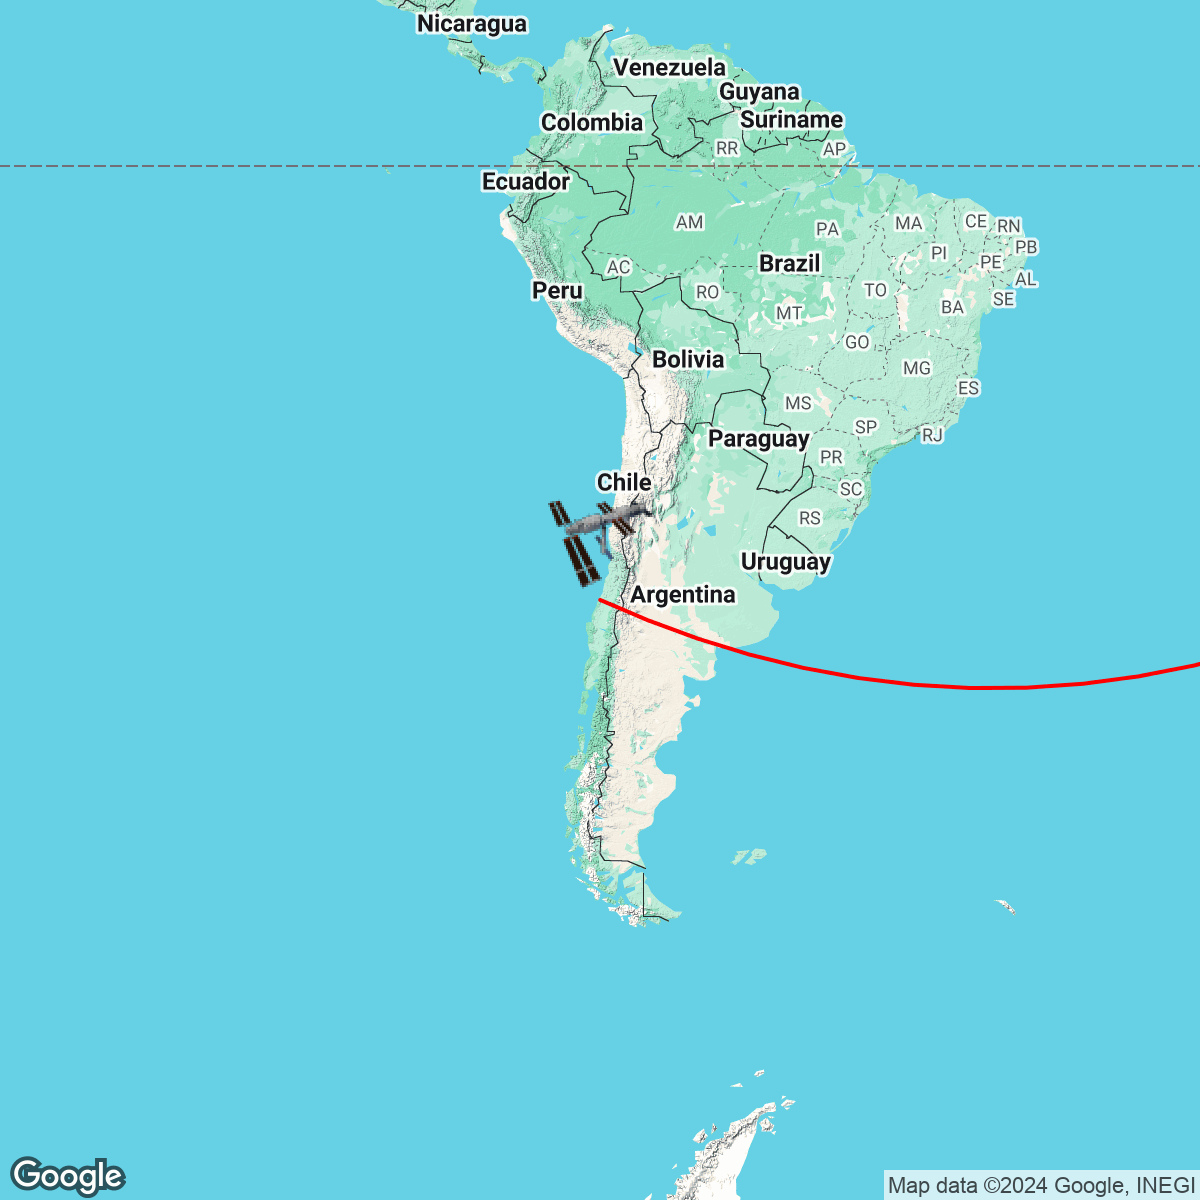 Nicaragua
Venezuela
Guyana
Suriname
Colombia
RR
AP
Ecuador
AM
PA
MA
CE
RN
PB
PI
PE
AL
SE
BA
TO
AC
Brazil
Peru
RO
MT
GO
Bolivia
MG
ES
MS
SP
RJ
Paraguay
PR
Chile
SC
RS
Uruguay
Argentina
Google
Map data ©2024 Google, INEGI